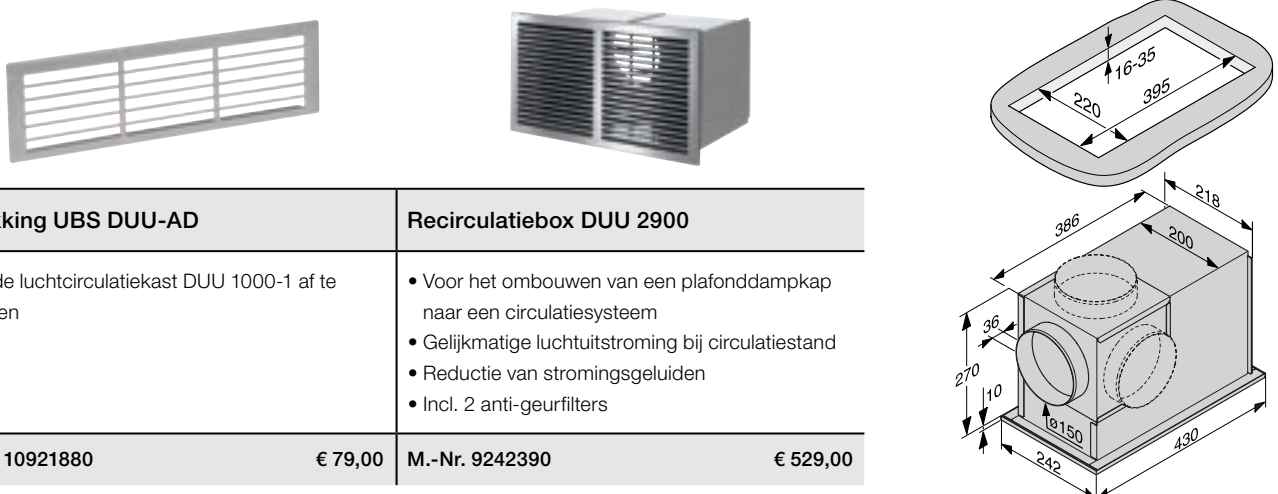 UBS DUU-AD
Recirculatiebox DUU 2900
de luchtcirculatiekast DUU 1000-1 af te
• Voor het ombouwen van een plafonddampkap
naar een circulatiesysteem
• Gelijkmatige luchtuitstroming bij circulatiestand
• Reductie van stromingsgeluiden
• Incl. 2 anti-geurfilters
10921880
€ 79,00
M.-Nr. 9242390
€ 529,00
16-35
395
220
218
386
200
36
270
10
ø150
430
242